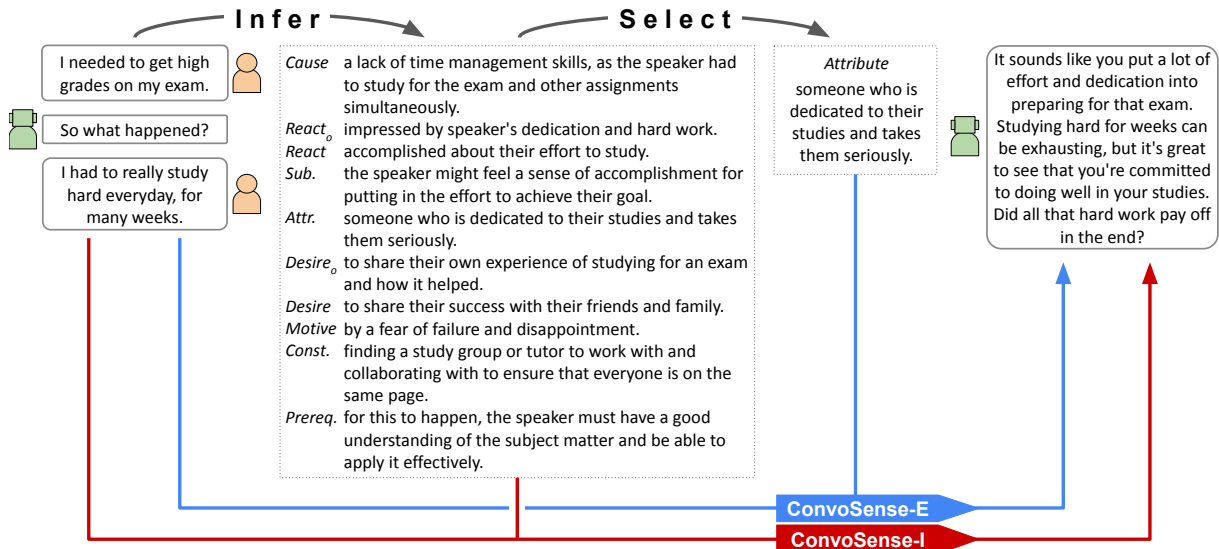 Infer
Select
I needed to get high
grades on my exam.
So what happened?
I had to really study
hard everyday, for
many weeks.
Cause a lack of time management skills, as the speaker had
to study for the exam and other assignments
simultaneously.
Reactₒ impressed by speaker's dedication and hard work.
React accomplished about their effort to study.
Sub. the speaker might feel a sense of accomplishment for
putting in the effort to achieve their goal.
Attr. someone who is dedicated to their studies and takes
them seriously.
Desireₒ to share their own experience of studying for an exam
and how it helped.
Desire to share their success with their friends and family.
Motive by a fear of failure and disappointment.
Const. finding a study group or tutor to work with and
collaborating with to ensure that everyone is on the
same page.
Prereq. for this to happen, the speaker must have a good
understanding of the subject matter and be able to
apply it effectively.
Attribute
someone who is
dedicated to their
studies and takes
them seriously.
It sounds like you put a lot of
effort and dedication into
preparing for that exam.
Studying hard for weeks can
be exhausting, but it's great
to see that you're committed
to doing well in your studies.
Did all that hard work pay off
in the end?
ConvoSense-E
ConvoSense-I